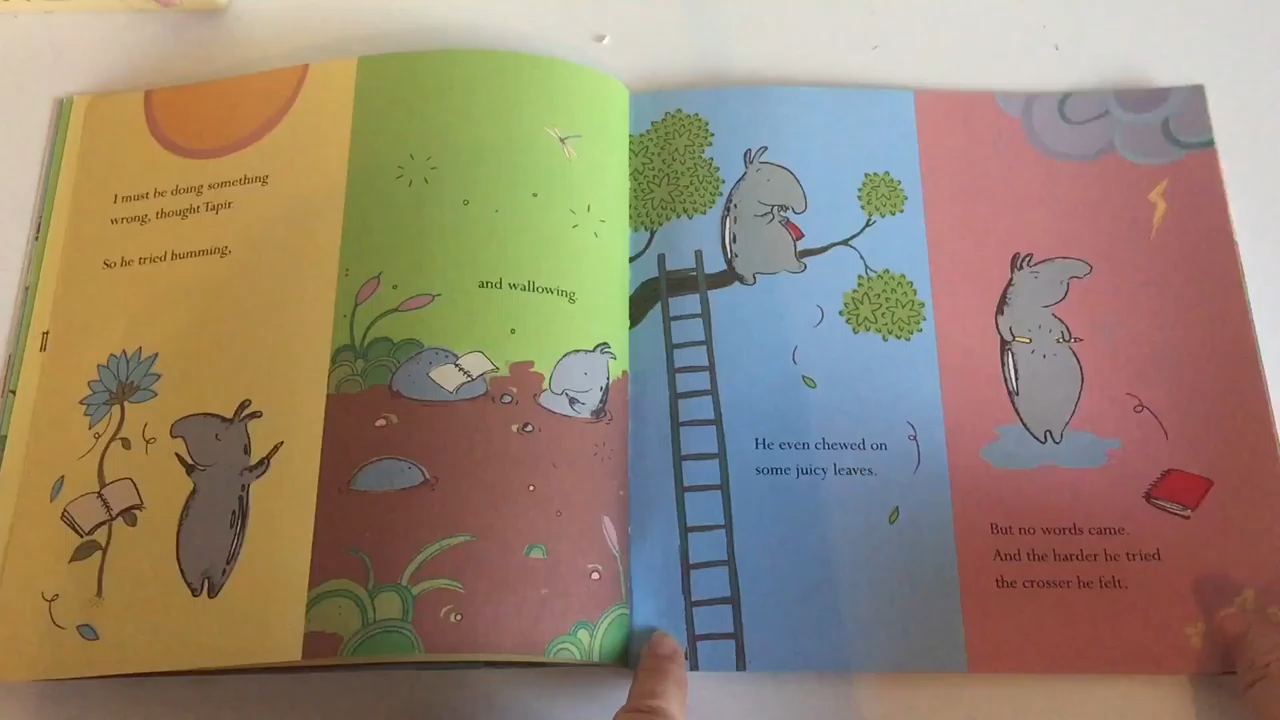 I must be doing something
wrong, thought Tapir.
So he tried humming,
and wallowing.
He even chewed on
some juicy leaves.
But no words came.
And the harder he tried
the crosser he felt.